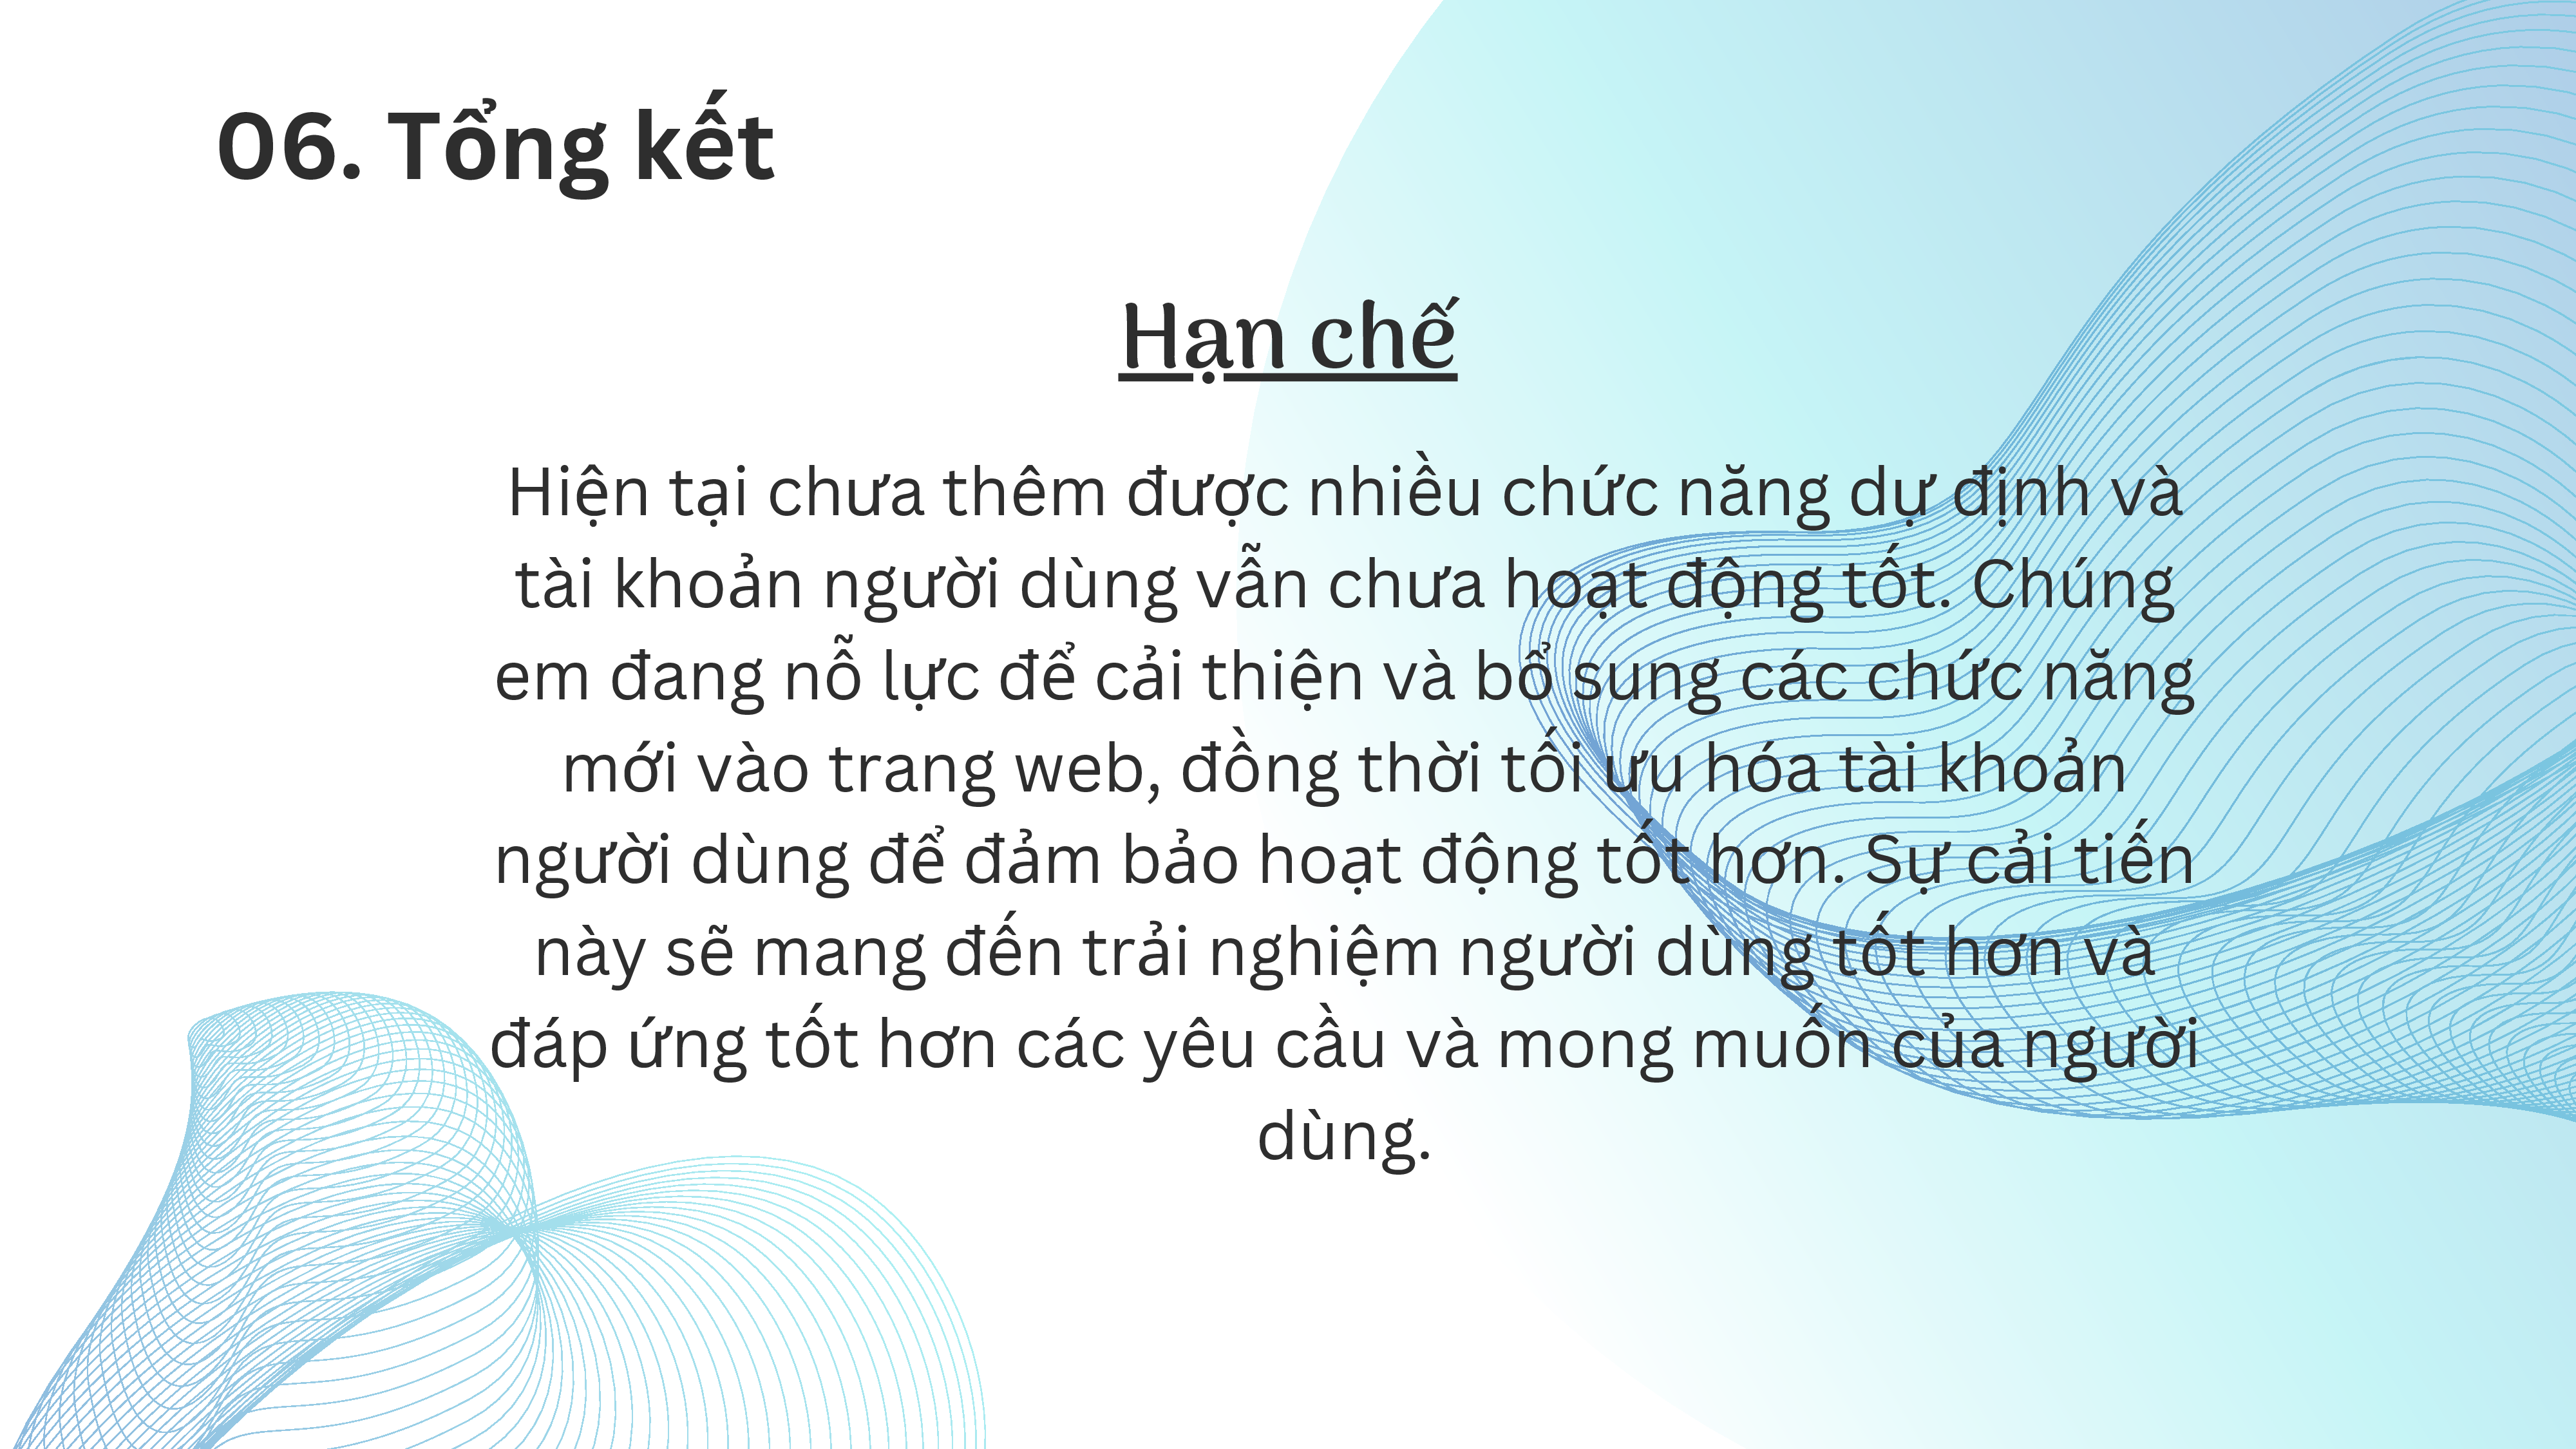 06. Tổng kết
Hạn chế
Hiện tại chưa thêm được nhiều chức năng dự định và
tài khoản người dùng vẫn chưa hoạt động tốt. Chúng
em đang nỗ lực để cải thiện và bổ sung các chức năng
mới vào trang web, đồng thời tối ưu hóa tài khoản
người dùng để đảm bảo hoạt động tốt hơn. Sự cải tiến
này sẽ mang đến trải nghiệm người dùng tốt hơn và
đáp ứng tốt hơn các yêu cầu và mong muốn của người
dùng.